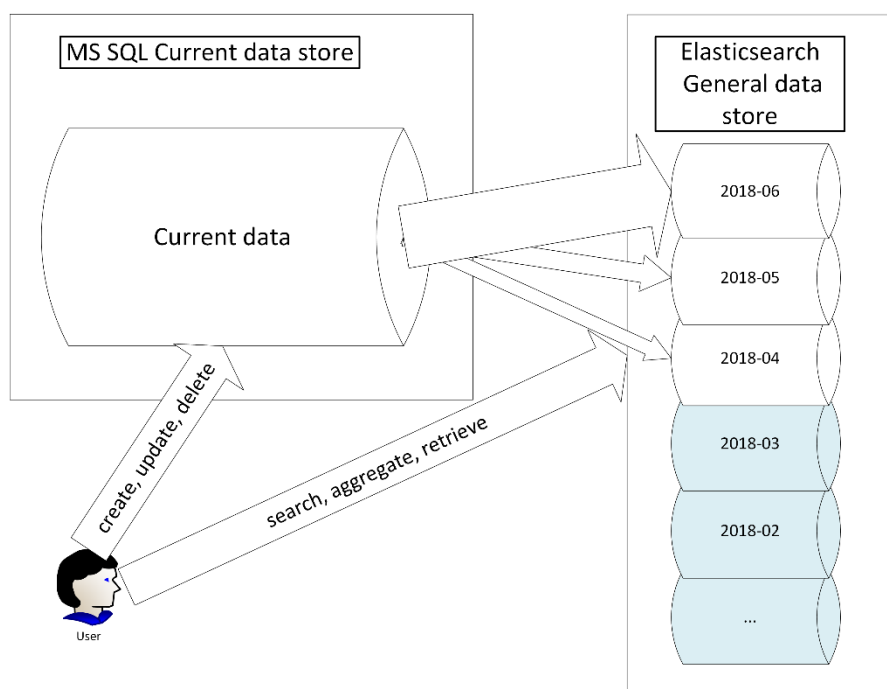 MS SQL Current data store
Elasticsearch
General data
store
Current data
2018-06
2018-05
2018-04
2018-03
2018-02
...
create, update, delete
search, aggregate, retrieve
User